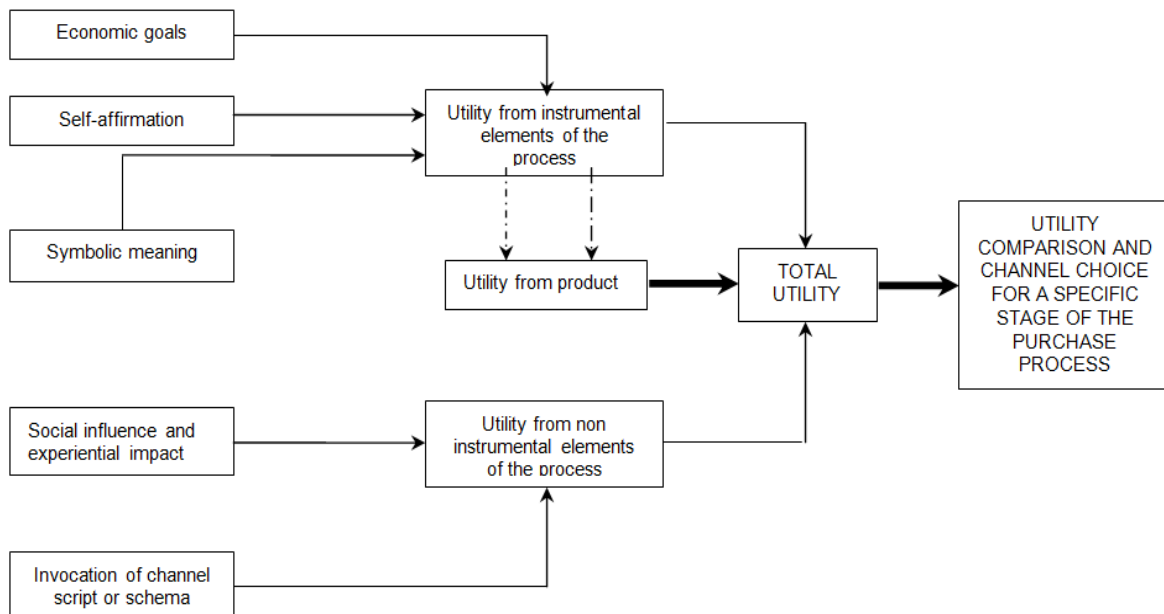 Economic goals
Self-affirmation
Symbolic meaning
Utility from instrumental
elements of the
process
Utility from product
TOTAL
UTILITY
UTILITY
COMPARISON AND
CHANNEL CHOICE
FOR A SPECIFIC
STAGE OF THE
PURCHASE
PROCESS
Social influence and
experiential impact
Utility from non
instrumental elements
of the process
Invocation of channel
script or schema